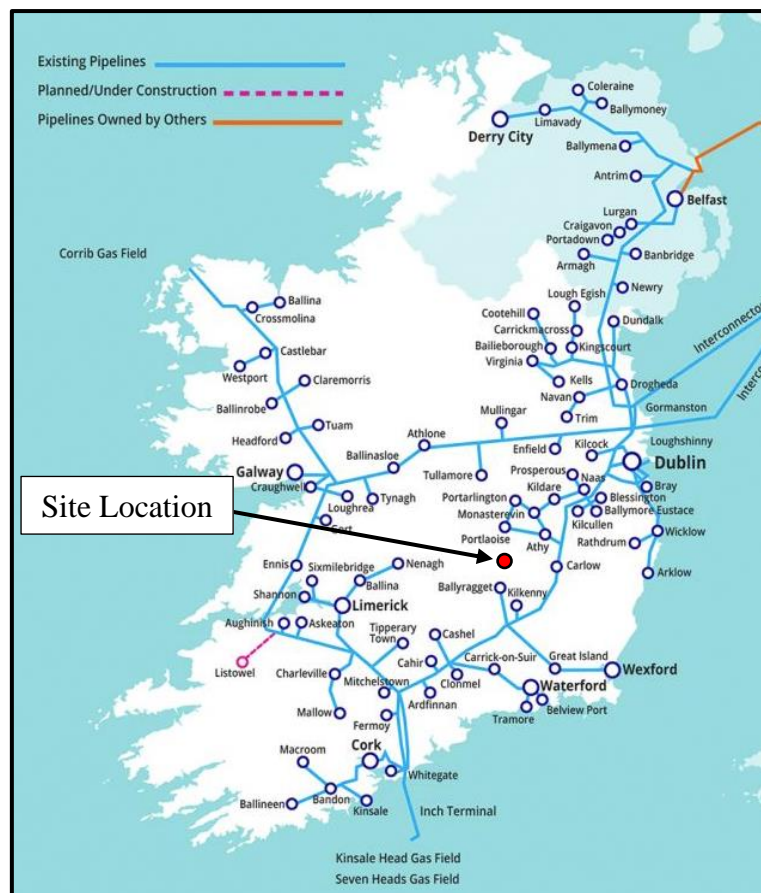 Existing Pipelines
Planned/Under Construction
Pipelines Owned by Others
Coleraine
Ballymoney
Limavady
Derry City
Ballymena
Antrim
Belfast
Lurgan
Craigavon
Portadown
Armagh
Banbridge
Newry
Corrib Gas Field
Ballina
Crossmolina
Lough Egish
Cootehill
Carrickmacross
Dundalk
Interconnecto
Interco
Bailieborough
Kingscourt
Virginia
Castlebar
Westport
Claremorris
Kells
Drogheda
Navan
Ballinrobe
Mullingar
Trim
Gormanston
Tuam
Headford
Athlone
Enfield
Kilcock
Loughshinny
Ballinasloe
Galway
Tullamore
Prosperous
Naas
Dublin
Craughwell
Portarlington
Kildare
Blessington
Bray
Loughrea
Tynagh
Site Location
Monasterevin
Kilcullen
Ballymore Eustace
Gort
Portlaoise
Athy
Rathdrum
Wicklow
Ennis
Sixmilebridge
Nenagh
Carlow
Arklow
Shannon
Ballina
Ballyragget
Kilkenny
Limerick
Aughinish
Askeaton
Tipperary
Town
Cashel
Listowel
Cahir
Carrick-on-Suir
Great Island
Wexford
Charleville
Mitchelstown
Clonmel
Waterford
Ardfinnan
Mallow
Tramore
Belview Port
Fermoy
Macroom
Cork
Whitegate
Ballineen
Bandon
Kinsale
Inch Terminal
Kinsale Head Gas Field
Seven Heads Gas Field